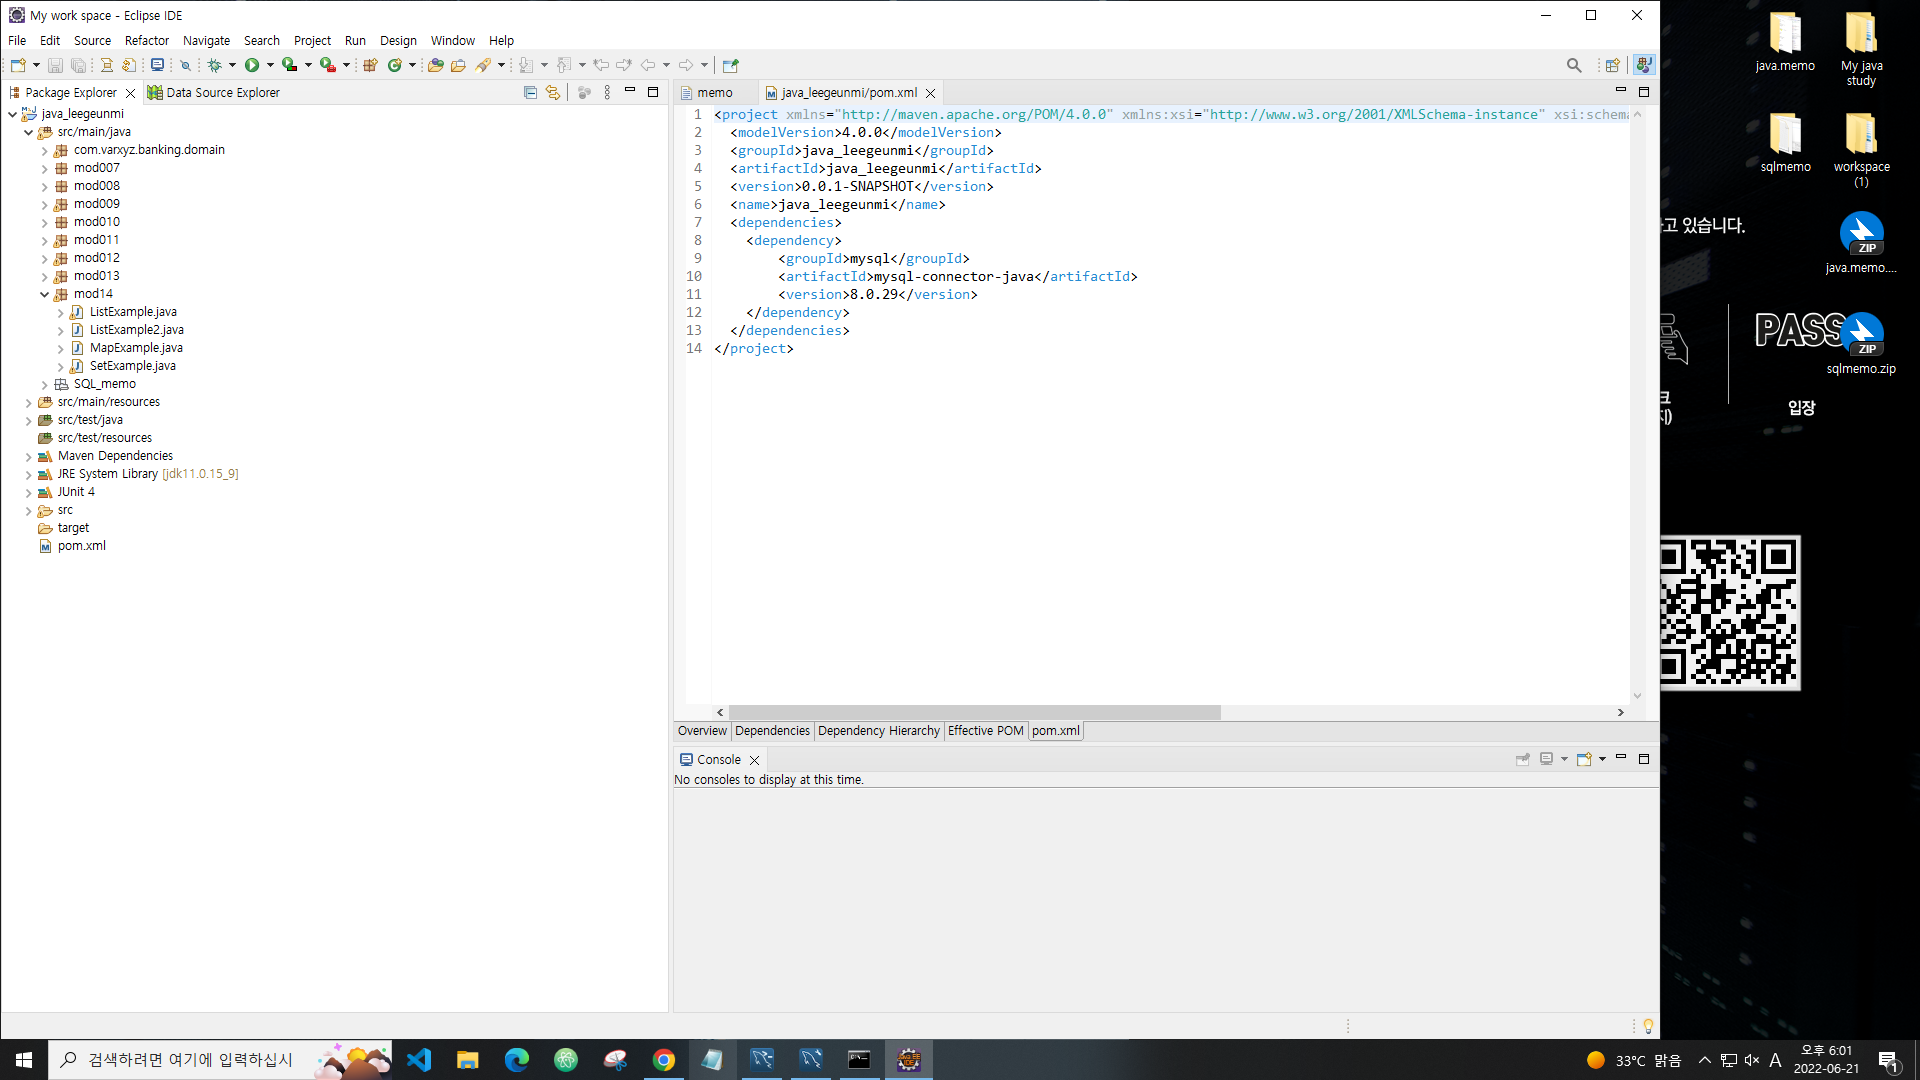 My work space - Eclipse IDE
File Edit Source Refactor Navigate Search Project Run Design Window Help
Package Explorer
Data Source Explorer
java_leegeunmi
src/main/java
com.varxyz.banking.domain
mod007
mod008
mod009
mod010
mod011
mod012
mod013
mod14
ListExample.java
ListExample2.java
MapExample.java
SetExample.java
SQL_memo
src/main/resources
src/test/java
src/test/resources
Maven Dependencies
JRE System Library [jdk11.0.15_9]
JUnit 4
src
target
pom.xml
memo
java_leegeunmi/pom.xml
1 <project xmlns="http://maven.apache.org/POM/4.0.0" xmlns:xsi="http://www.w3.org/2001/XMLSchema-instance" xsi:schema
2 <modelVersion>4.0.0</modelVersion>
3 <groupId>java_leegeunmi</groupId>
4 <artifactId>java_leegeunmi</artifactId>
5 <version>0.0.1-SNAPSHOT</version>
6 <name>java_leegeunmi</name>
7 <dependencies>
8 <dependency>
9 <groupId>mysql</groupId>
10 <artifactId>mysql-connector-java</artifactId>
11 <version>8.0.29</version>
12 </dependency>
13 </dependencies>
14 </project>
Overview Dependencies Dependency Hierarchy Effective POM pom.xml
Console
No consoles to display at this time.
java.memo
My java
study
sqlmemo
workspace
(1)
고 있습니다.
ZIP
java.memo....
PASS
ZIP
sqlmemo.zip
입장
검색하려면 여기에 입력하십시
33°C 맑음
A
오후 6:01
2022-06-21
1